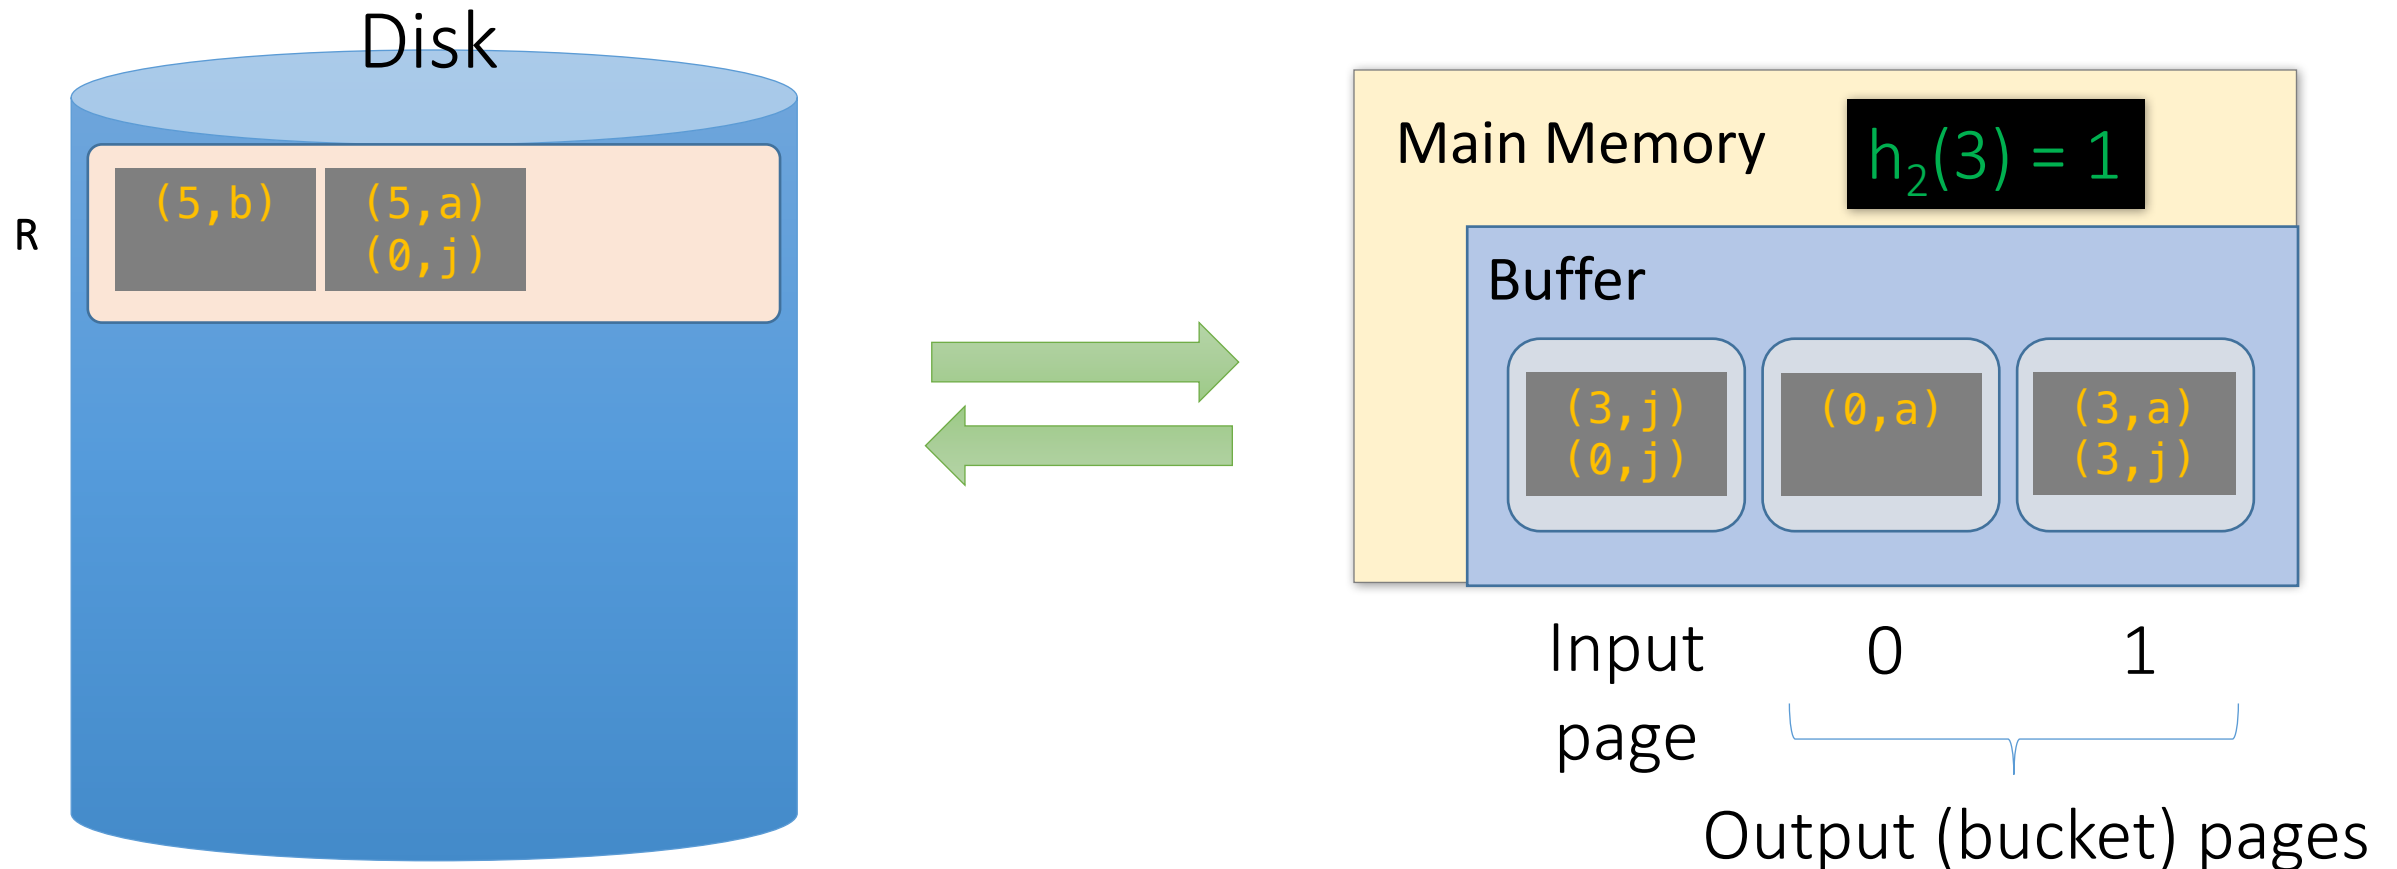 Disk
R
(5,b)
(5,a)
(0,j)
Main Memory
h₂(3) = 1
Buffer
(3,j)
(0,j)
(0,a)
(3,a)
(3,j)
Input
page
0
1
Output (bucket) pages